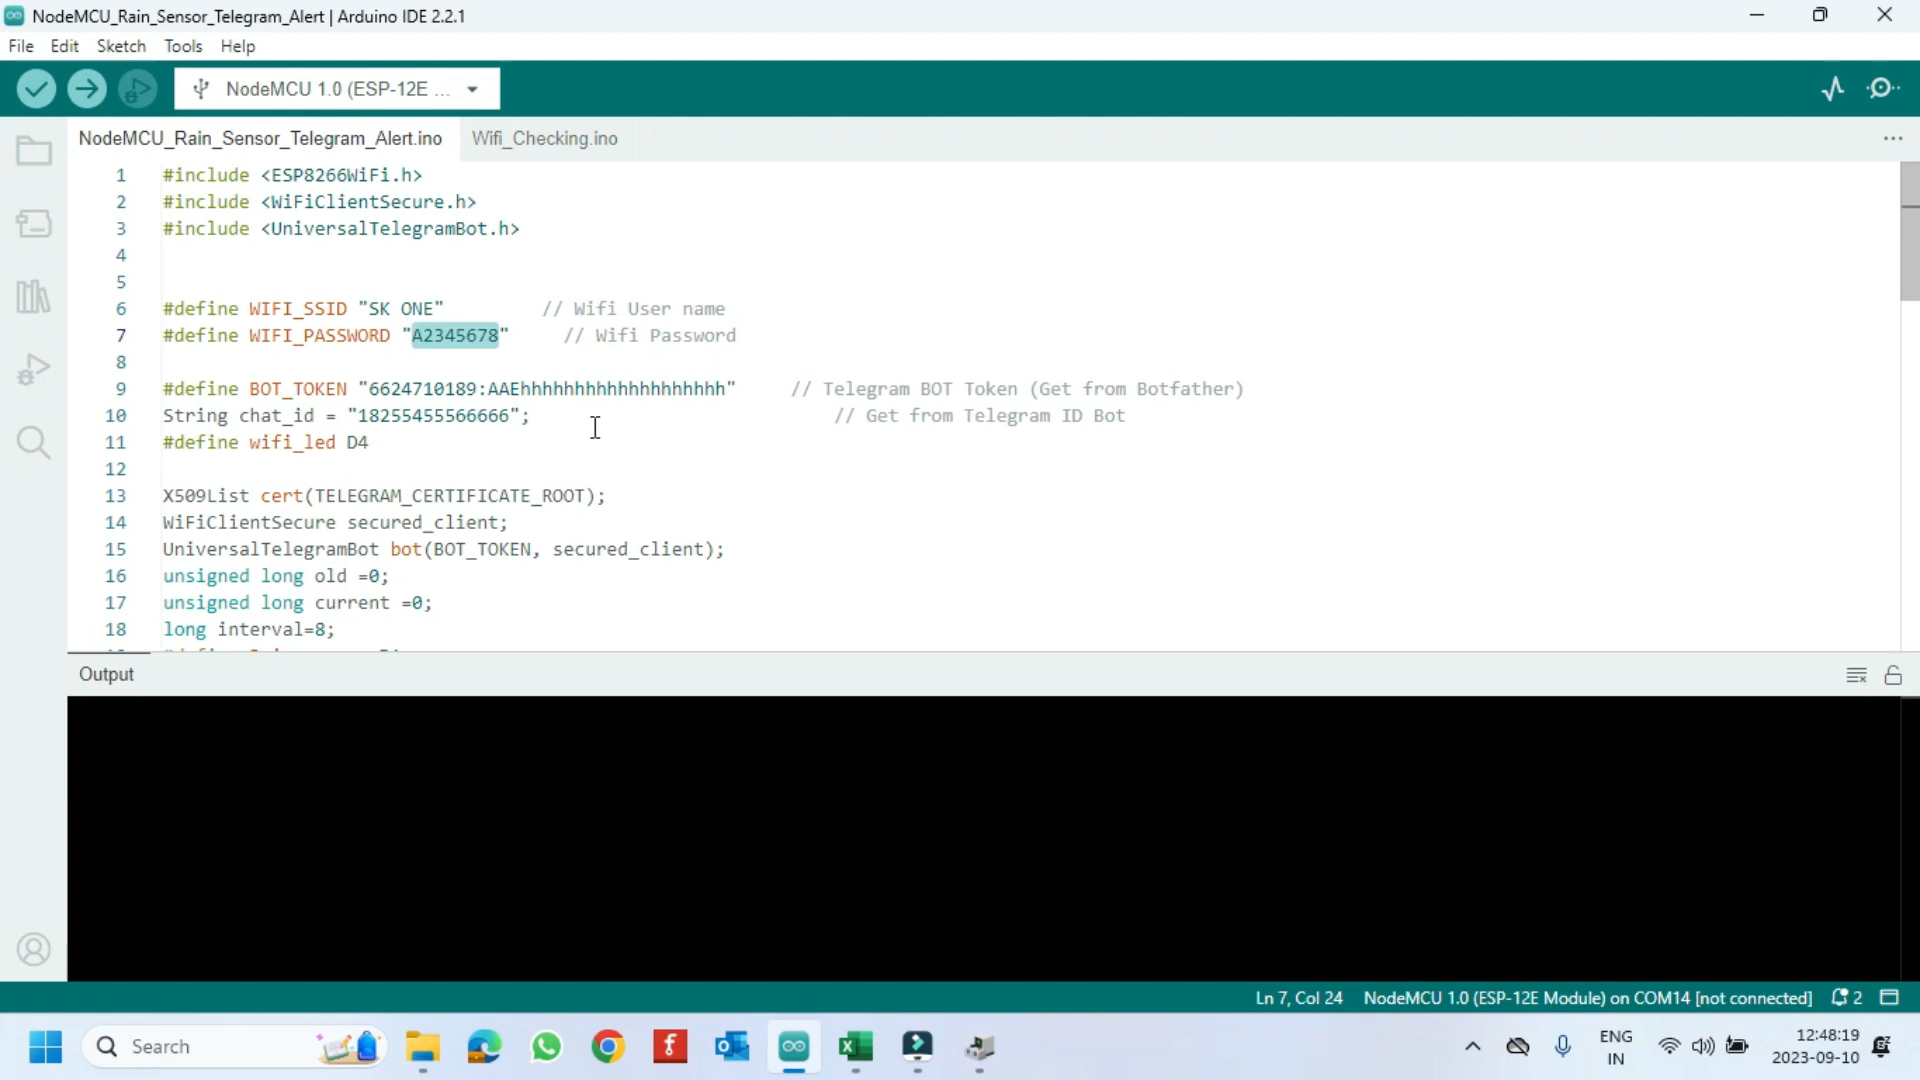 NodeMCU_Rain_Sensor_Telegram_Alert | Arduino IDE 2.2.1
File Edit Sketch Tools Help
NodeMCU 1.0 (ESP-12E ...
NodeMCU_Rain_Sensor_Telegram_Alert.ino Wifi_Checking.ino
1 #include <ESP8266WiFi.h>
2 #include <WiFiClientSecure.h>
3 #include <UniversalTelegramBot.h>
4
5
6 #define WIFI_SSID "SK ONE" // Wifi User name
7 #define WIFI_PASSWORD "A2345678" // Wifi Password
8
9 #define BOT_TOKEN "6624710189:AAEhhhhhhhhhhhhhhhhhhh" // Telegram BOT Token (Get from Botfather)
10 String chat_id = "18255455566666"; // Get from Telegram ID Bot
11 #define wifi_led D4
12
13 X509List cert(TELEGRAM_CERTIFICATE_ROOT);
14 WiFiClientSecure secured_client;
15 UniversalTelegramBot bot(BOT_TOKEN, secured_client);
16 unsigned long old =0;
17 unsigned long current =0;
18 long interval=8;
Output
Ln 7, Col 24 NodeMCU 1.0 (ESP-12E Module) on COM14 [not connected] 2
Search
ENG
IN
12:48:19
2023-09-10